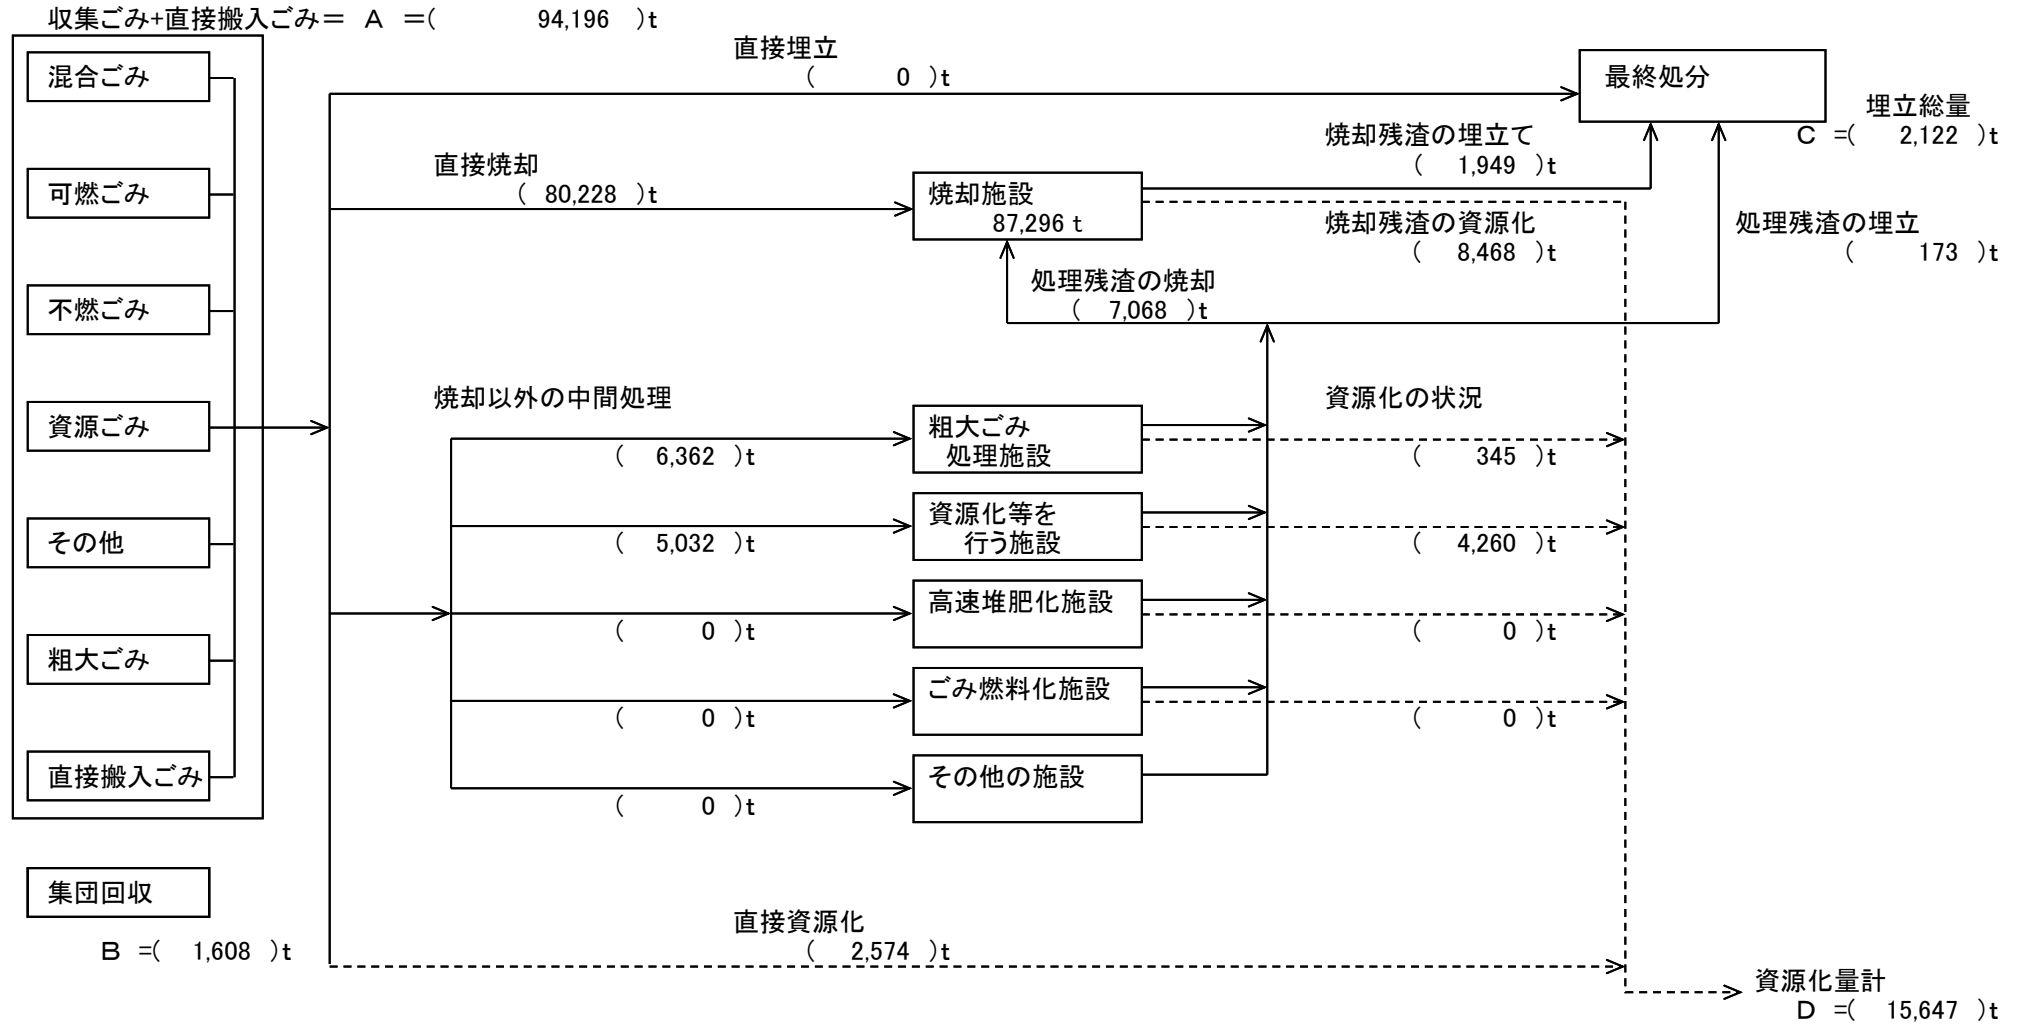 収集ごみ+直接搬入ごみ＝ Ａ ＝( 94,196 )t
混合ごみ
可燃ごみ
不燃ごみ
資源ごみ
その他
粗大ごみ
直接搬入ごみ
集団回収
Ｂ =( 1,608 )t
直接埋立
( 0 )t
直接焼却
( 80,228 )t
焼却施設
87,296 t
処理残渣の焼却
( 7,068 )t
焼却以外の中間処理
( 6,362 )t
( 5,032 )t
( 0 )t
( 0 )t
( 0 )t
粗大ごみ
処理施設
資源化等を
行う施設
高速堆肥化施設
ごみ燃料化施設
その他の施設
直接資源化
( 2,574 )t
最終処分
埋立総量
Ｃ =( 2,122 )t
焼却残渣の埋立て
( 1,949 )t
焼却残渣の資源化
( 8,468 )t
処理残渣の埋立
( 173 )t
資源化の状況
( 345 )t
( 4,260 )t
( 0 )t
( 0 )t
資源化量計
Ｄ =( 15,647 )t